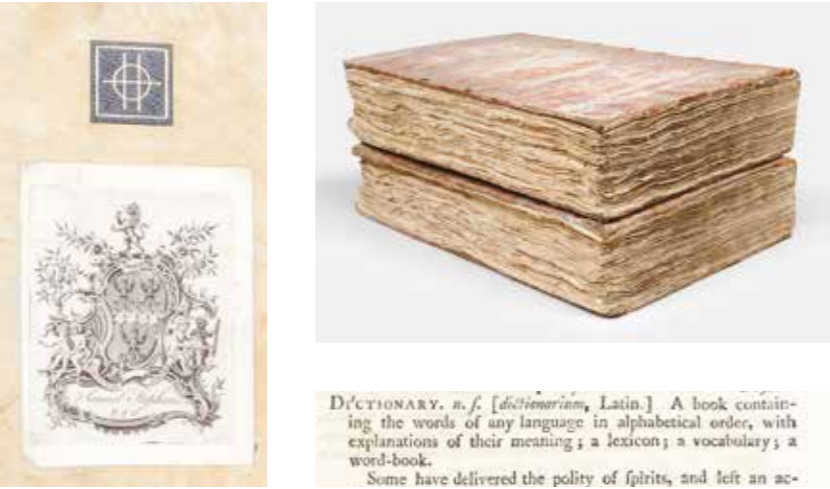 DI'CTIONARY. n. ſ. [dictionarium, Latin.] A book contain-
ing the words of any language in alphabetical order, with
explanations of their meaning; a lexicon; a vocabulary; a
word-book.
Some have delivered the polity of ſpirits, and left an ac-